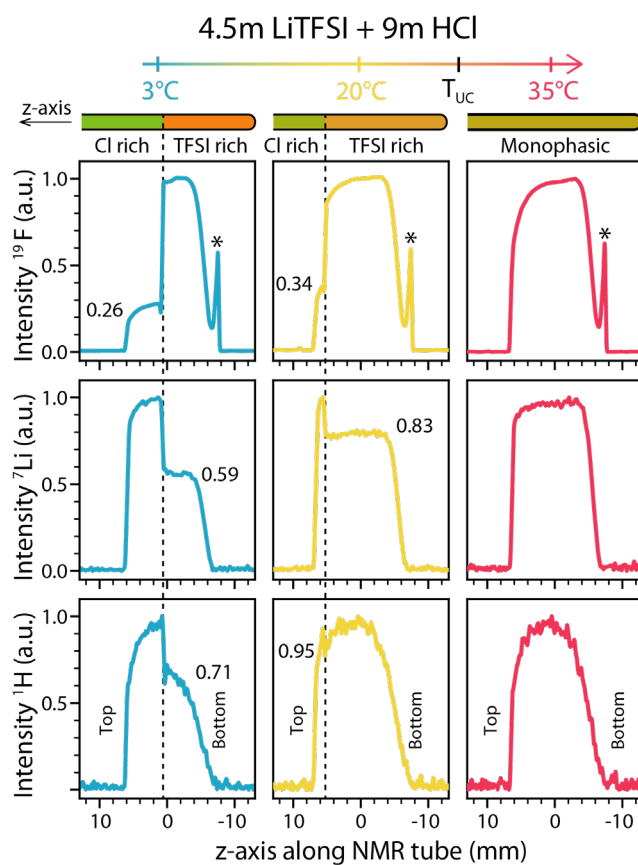 4.5m LiTFSI + 9m HCl
3°C 20°C T_UC 35°C
z-axis
Cl rich TFSI rich Cl rich TFSI rich Monophasic
Intensity ¹⁹F (a.u.)
1.0
0.5
0.0
0.26
*
0.34
*
*
Intensity ⁷Li (a.u.)
1.0
0.5
0.0
0.59
0.83
Intensity ¹H (a.u.)
1.0
0.5
0.71
0.95
Top Bottom Top Bottom Top Bottom
10 0 -10 10 0 -10 10 0 -10
z-axis along NMR tube (mm)